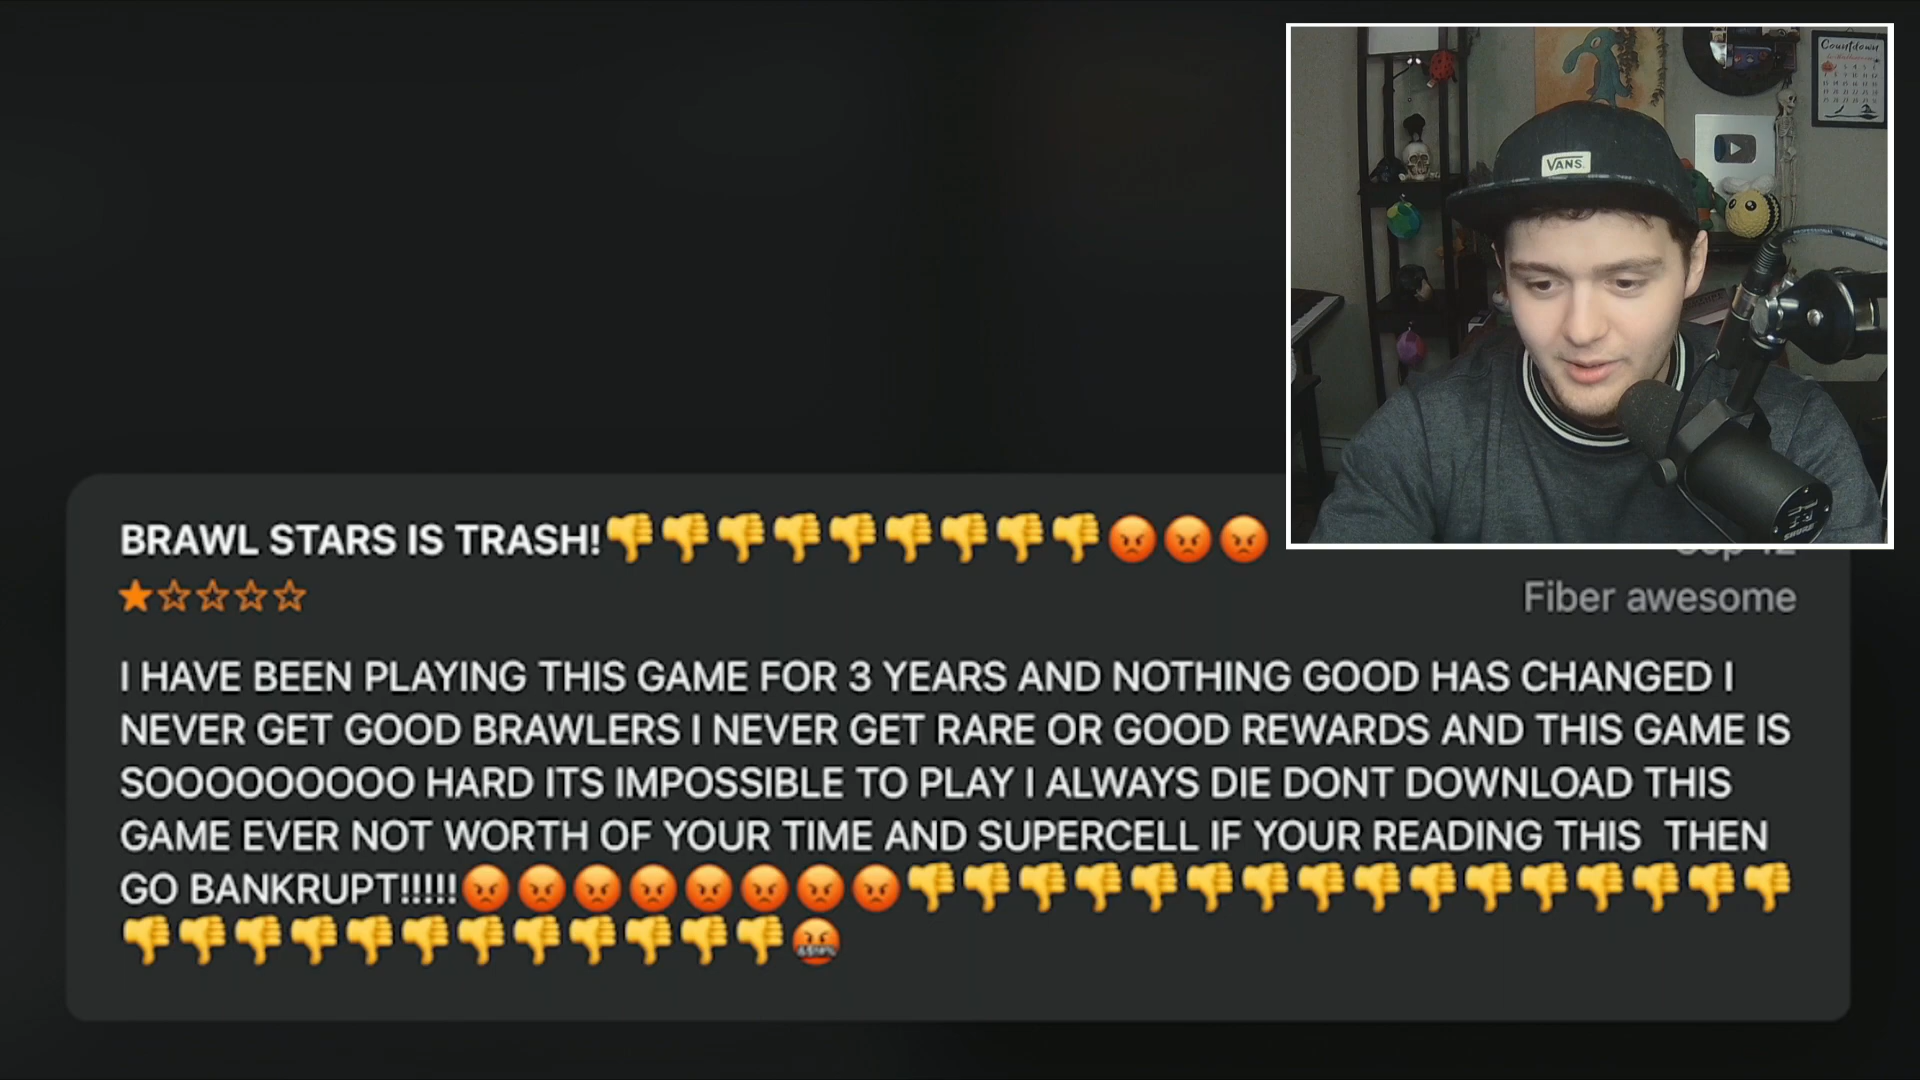 Countdown
VANS
BRAWL STARS IS TRASH!👎👎👎👎👎👎👎👎👎😡😡😡
Fiber awesome
I HAVE BEEN PLAYING THIS GAME FOR 3 YEARS AND NOTHING GOOD HAS CHANGED I
NEVER GET GOOD BRAWLERS I NEVER GET RARE OR GOOD REWARDS AND THIS GAME IS
SOOOOOOOOO HARD ITS IMPOSSIBLE TO PLAY I ALWAYS DIE DONT DOWNLOAD THIS
GAME EVER NOT WORTH OF YOUR TIME AND SUPERCELL IF YOUR READING THIS  THEN
GO BANKRUPT!!!!!😡😡😡😡😡😡😡😡👎👎👎👎👎👎👎👎👎👎👎👎👎👎👎👎
👎👎👎👎👎👎👎👎👎👎👎👎🤬
SHURE